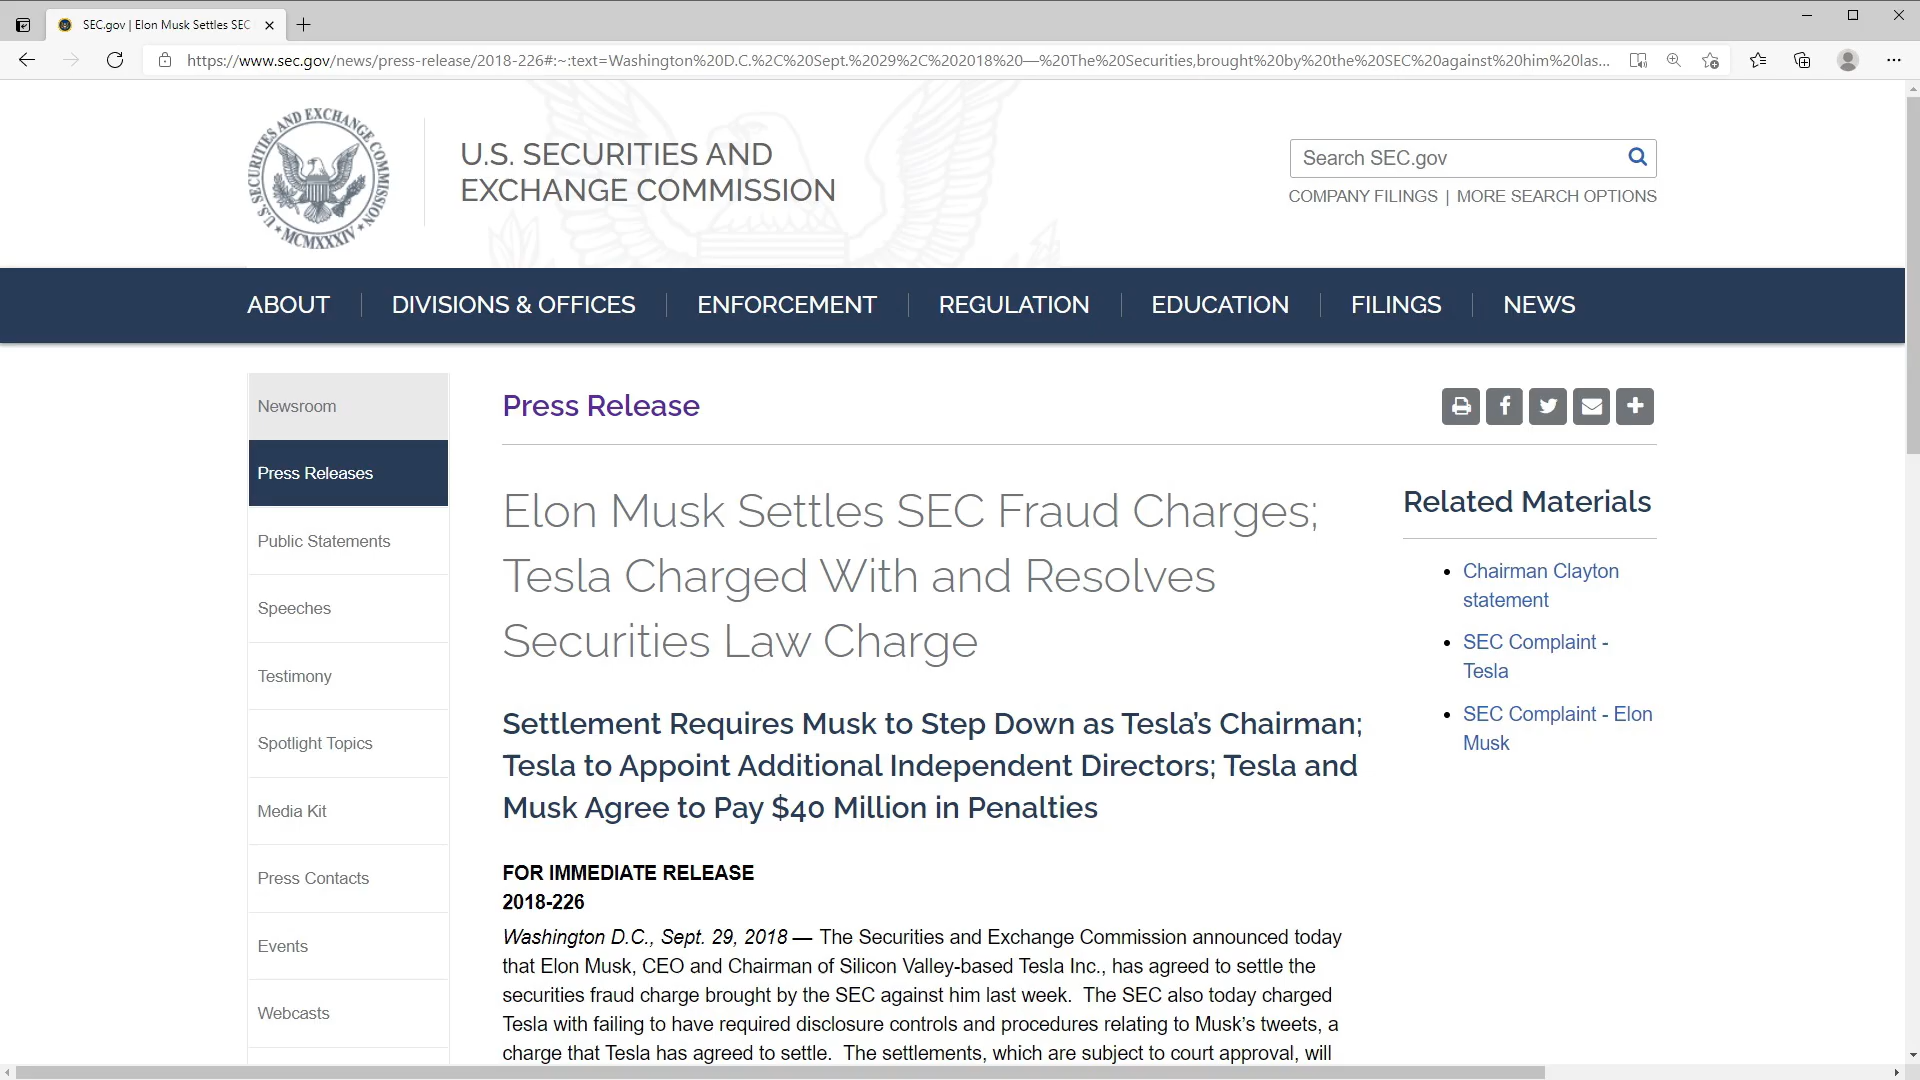 SEC.gov | Elon Musk Settles SEC
https://www.sec.gov/news/press-release/2018-226#:~:text=Washington%20D.C.%2C%20Sept.%2029%2C%202018%20—%20The%20Securities,brought%20by%20the%20SEC%20against%20him%20las...
U.S. SECURITIES AND EXCHANGE COMMISSION
MCMXXXIV
U.S. SECURITIES AND
EXCHANGE COMMISSION
Search SEC.gov
COMPANY FILINGS | MORE SEARCH OPTIONS
ABOUT
DIVISIONS & OFFICES
ENFORCEMENT
REGULATION
EDUCATION
FILINGS
NEWS
Newsroom
Press Releases
Public Statements
Speeches
Testimony
Spotlight Topics
Media Kit
Press Contacts
Events
Webcasts
Press Release
Elon Musk Settles SEC Fraud Charges;
Tesla Charged With and Resolves
Securities Law Charge
Settlement Requires Musk to Step Down as Tesla’s Chairman;
Tesla to Appoint Additional Independent Directors; Tesla and
Musk Agree to Pay $40 Million in Penalties
FOR IMMEDIATE RELEASE
2018-226
Washington D.C., Sept. 29, 2018 — The Securities and Exchange Commission announced today
that Elon Musk, CEO and Chairman of Silicon Valley-based Tesla Inc., has agreed to settle the
securities fraud charge brought by the SEC against him last week.  The SEC also today charged
Tesla with failing to have required disclosure controls and procedures relating to Musk’s tweets, a
charge that Tesla has agreed to settle.  The settlements, which are subject to court approval, will
Related Materials
Chairman Clayton
statement
SEC Complaint -
Tesla
SEC Complaint - Elon
Musk